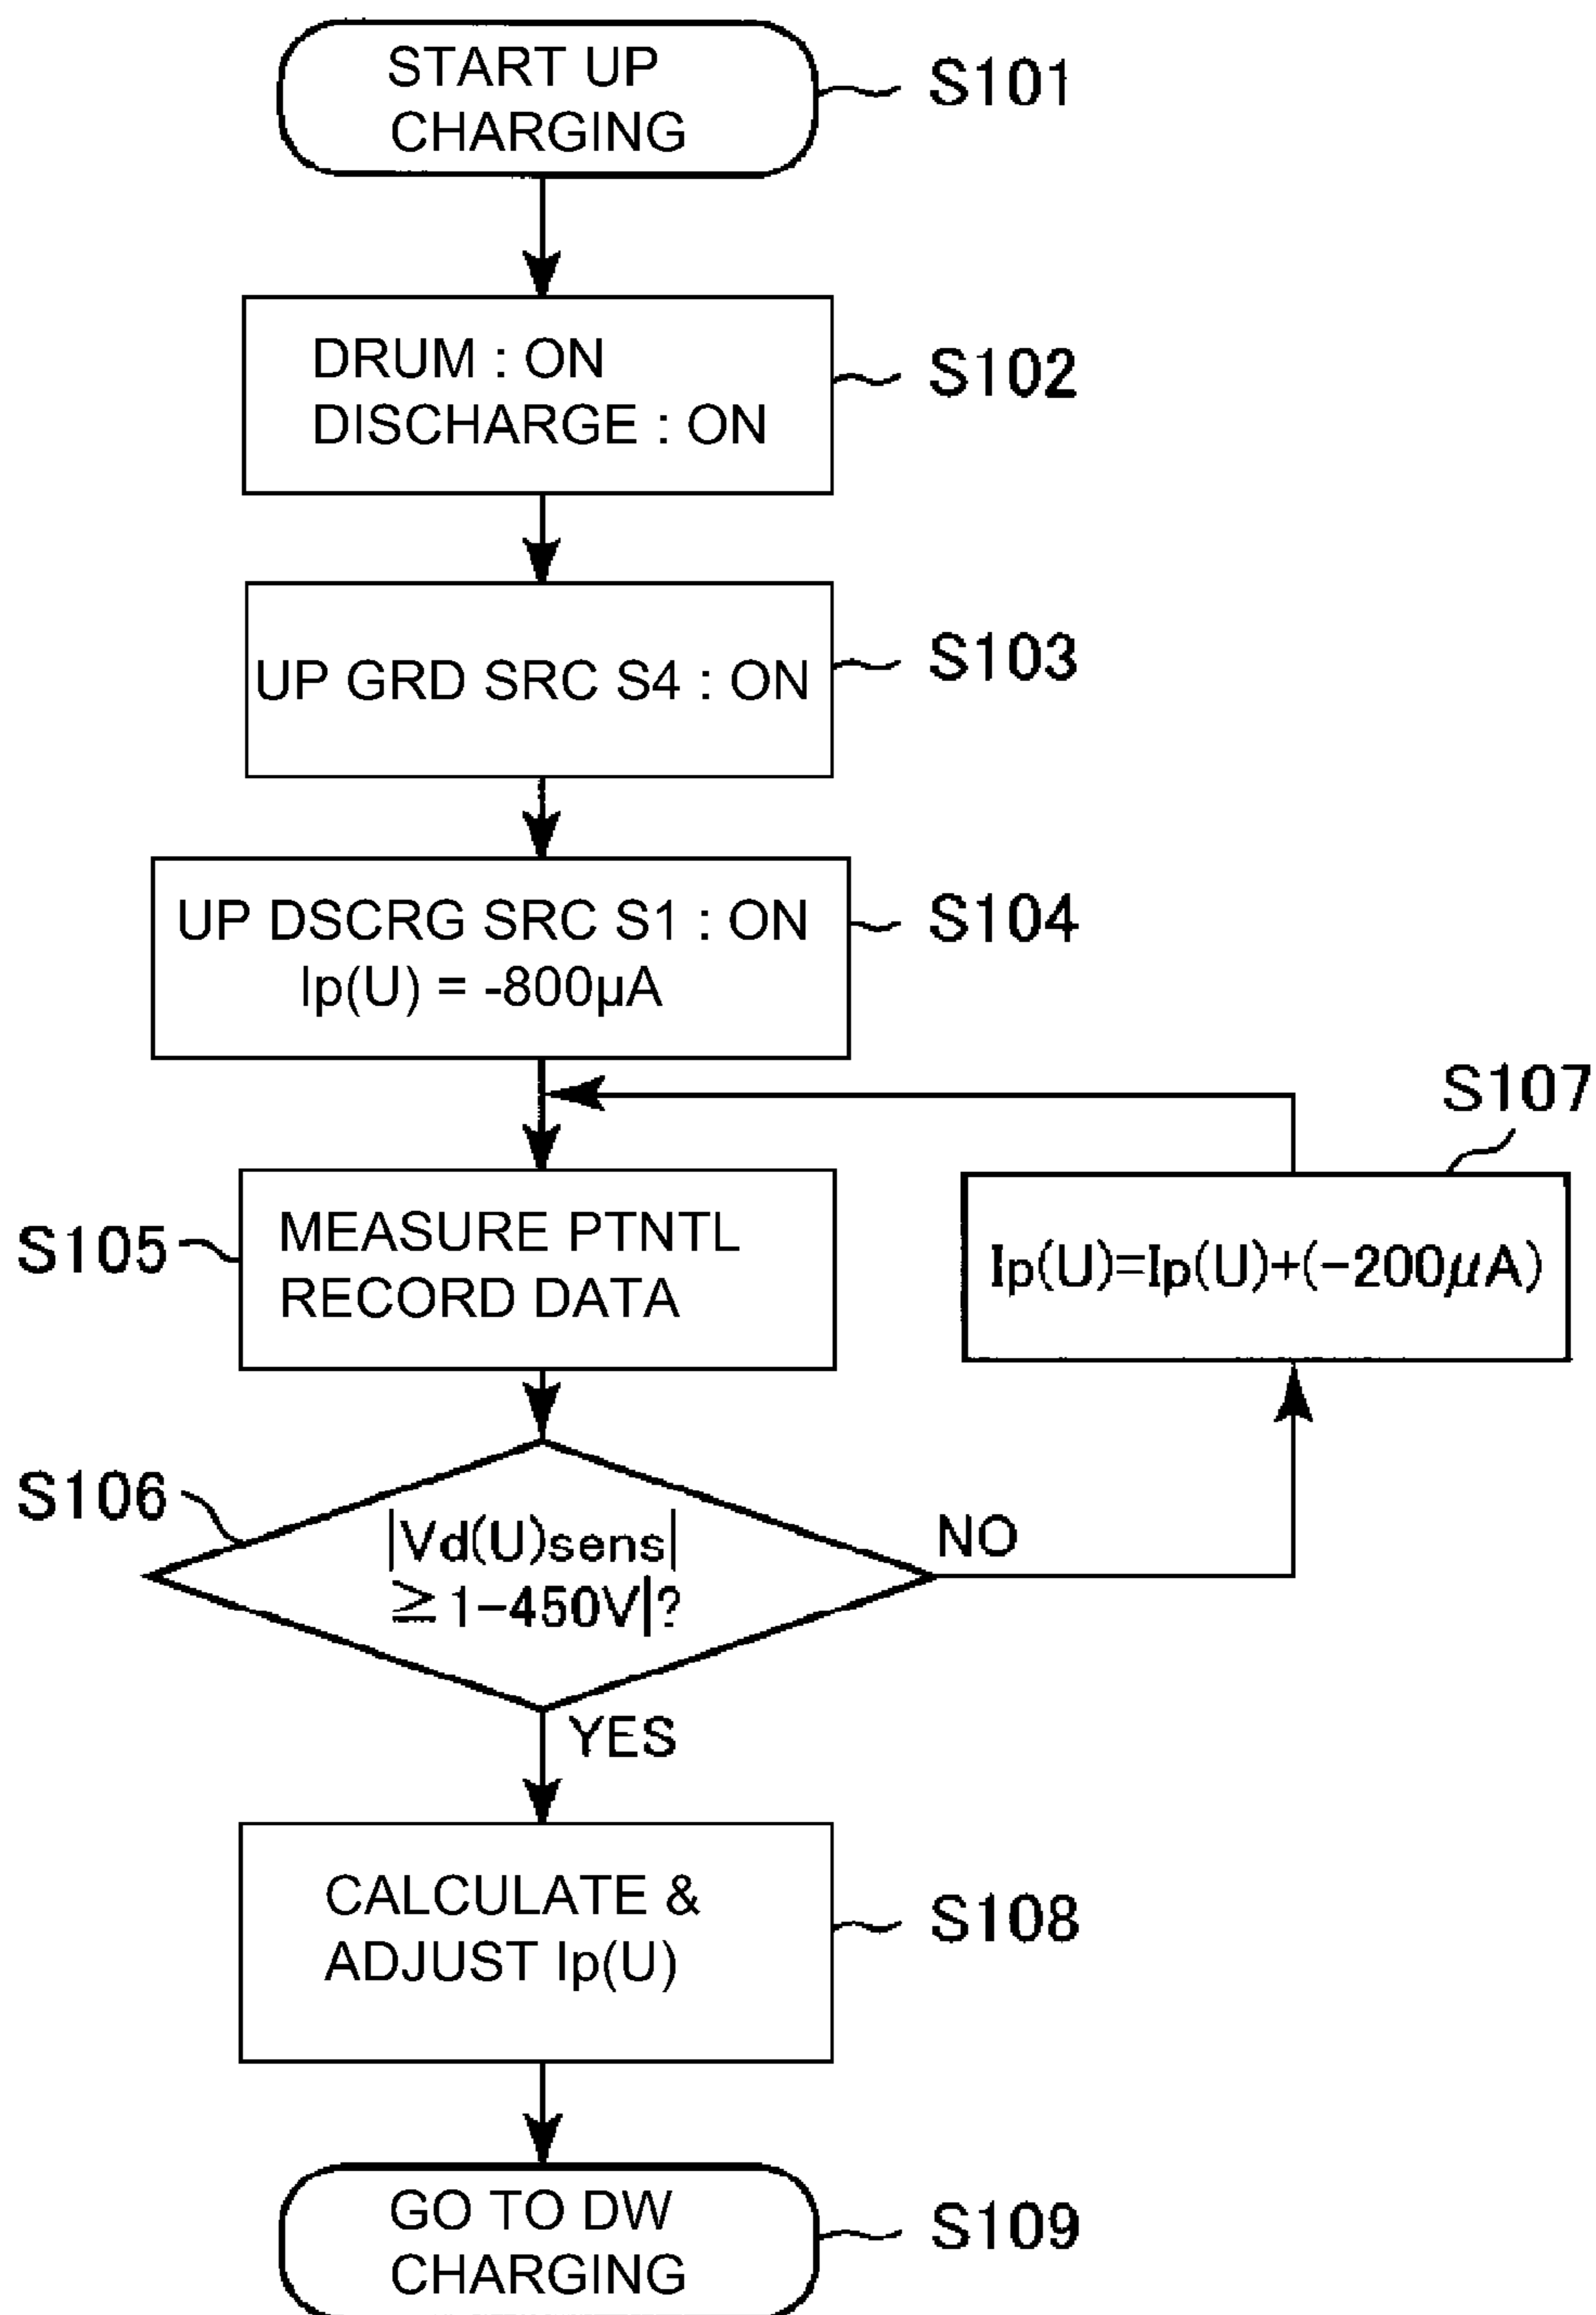 START UP
CHARGING
S101
DRUM : ON
DISCHARGE : ON
S102
UP GRD SRC S4 : ON
S103
UP DSCRG SRC S1 : ON
Ip(U) = -800µA
S104
S107
Ip(U)=Ip(U)+(-200µA)
S105
MEASURE PTNTL
RECORD DATA
S106
|Vd(U)sens|
≧1-450V|?
NO
YES
CALCULATE &
ADJUST Ip(U)
S108
GO TO DW
CHARGING
S109